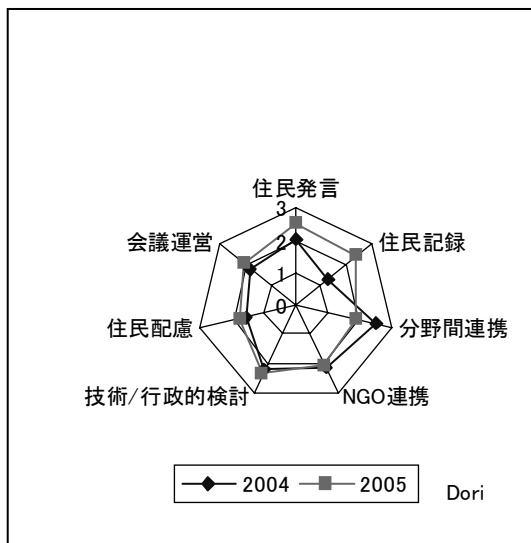 住民発言
3
会議運営
住民記録
2
1
0
住民配慮
分野間連携
技術/行政的検討
NGO連携
2004
2005
Dori